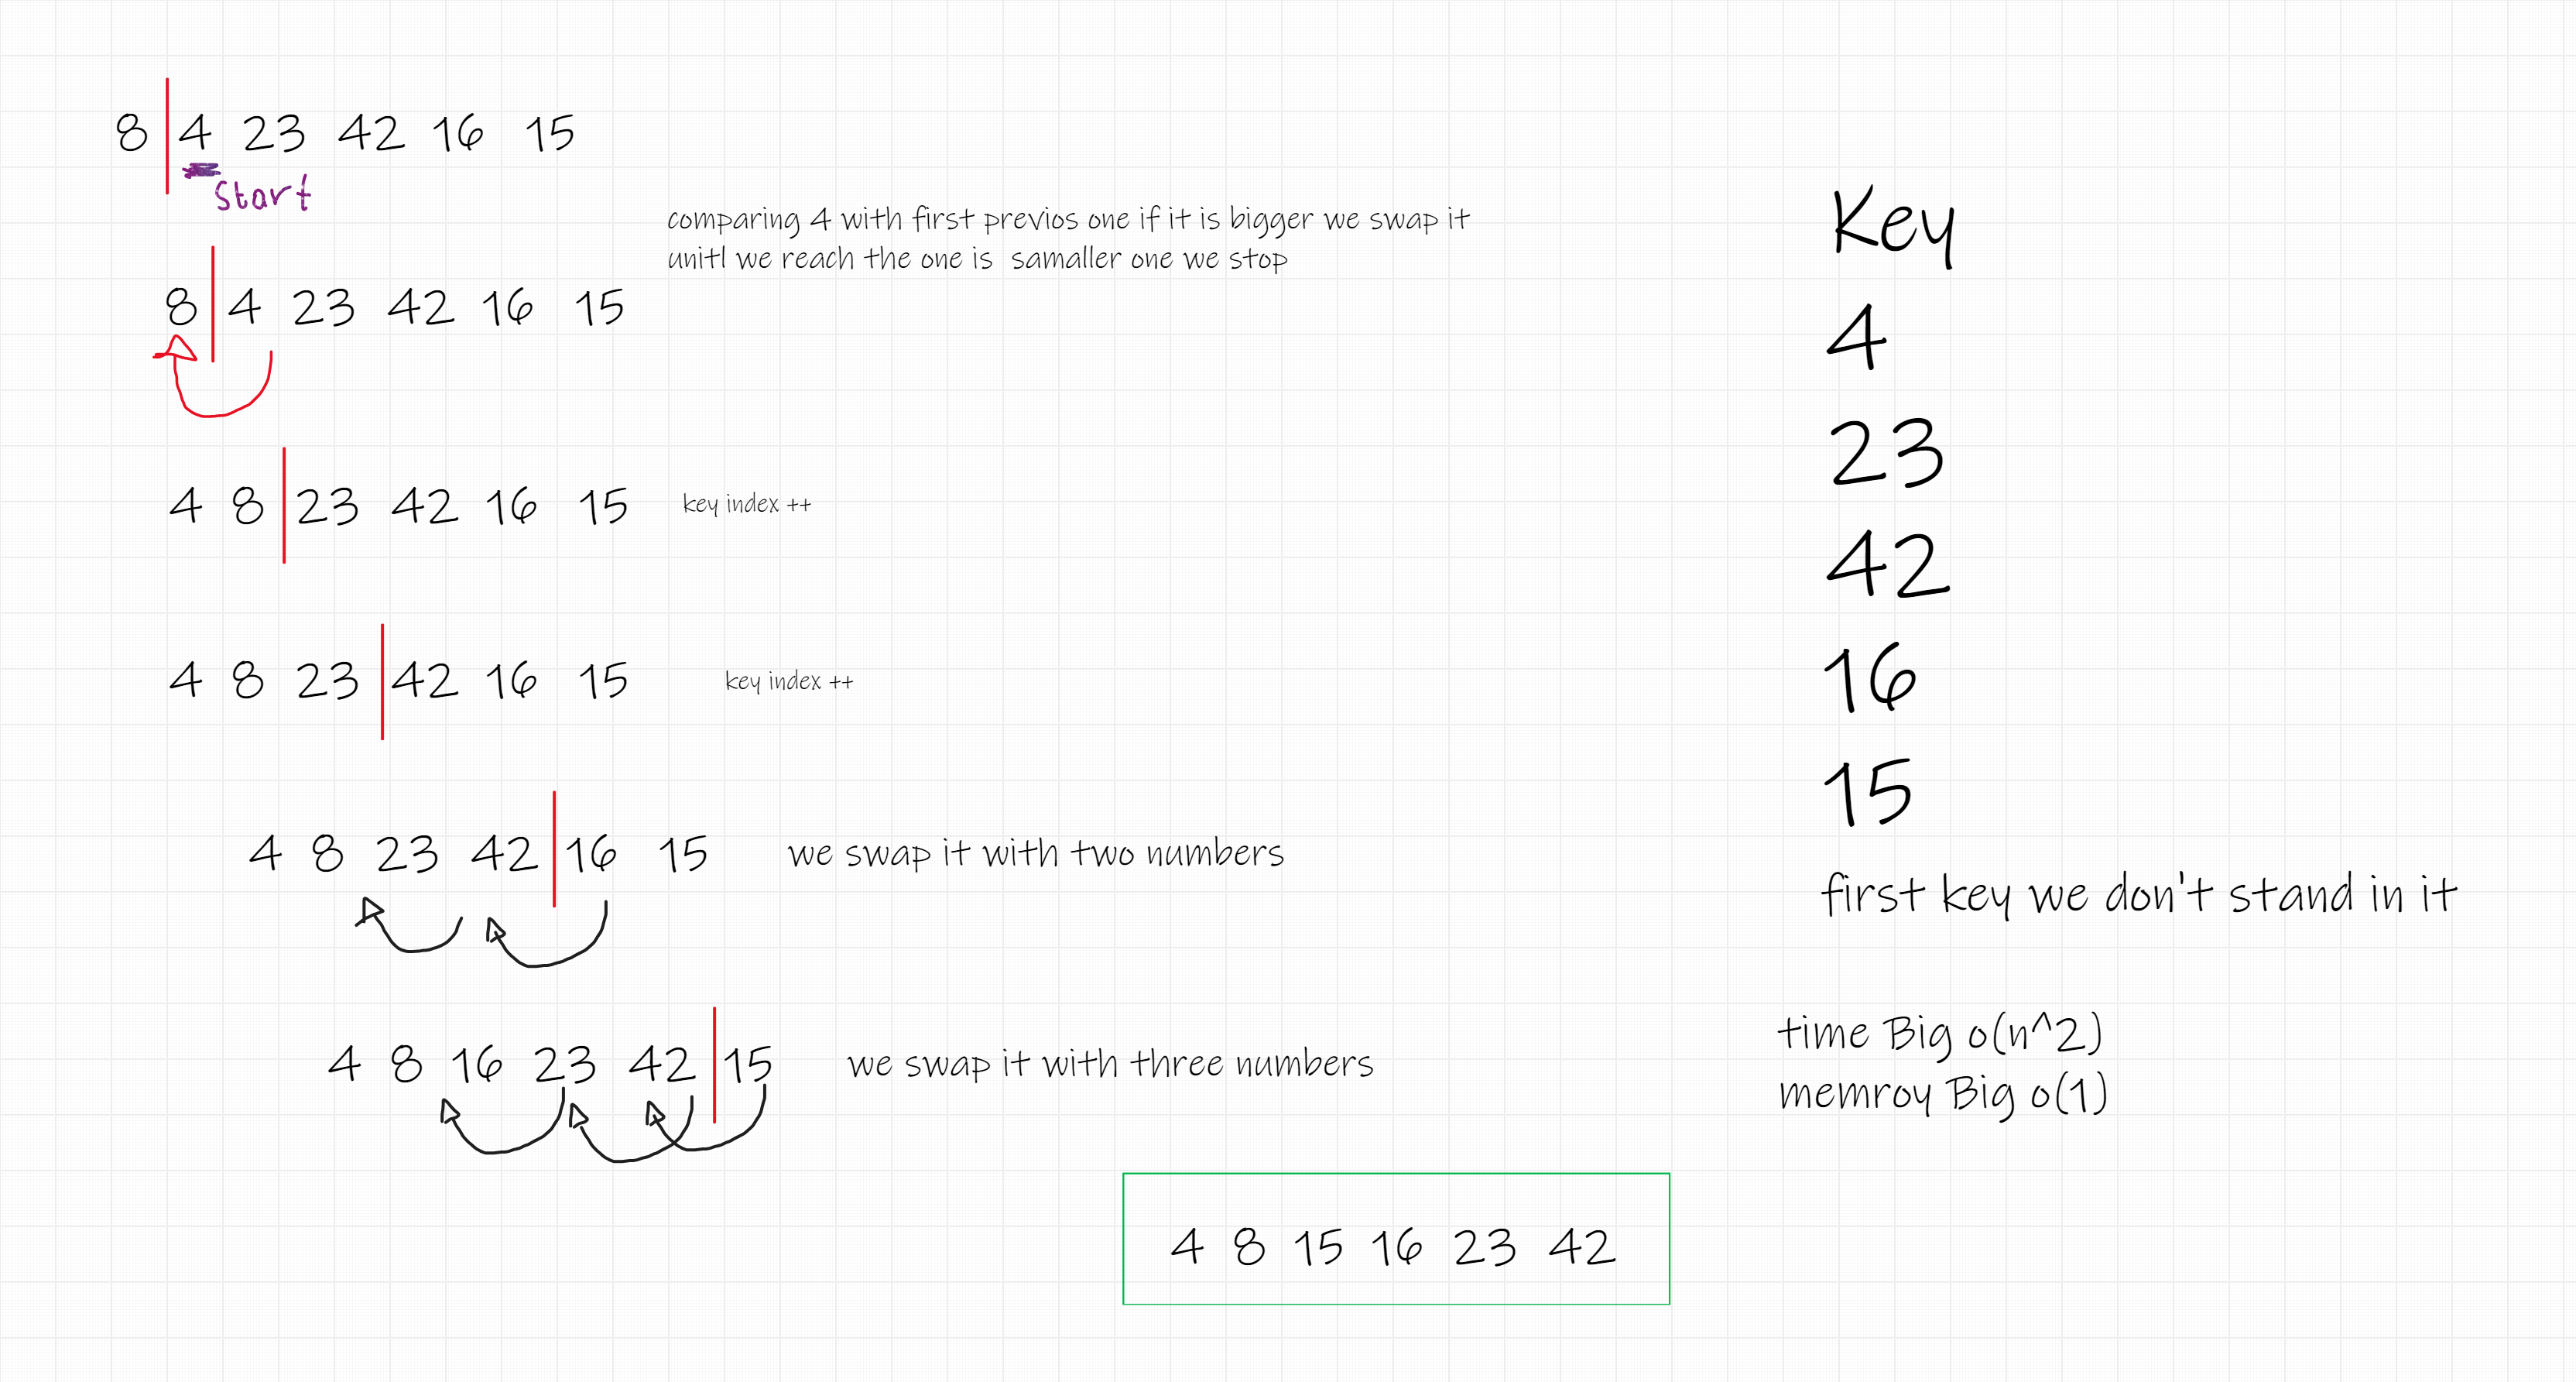 8 4 23 42 16 15
Start
comparing 4 with first previos one if it is bigger we swap it
unitl we reach the one is samaller one we stop
8 4 23 42 16 15
4 8 23 42 16 15 key index ++
4 8 23 42 16 15 key index ++
4 8 23 42 16 15 we swap it with two numbers
4 8 16 23 42 15 we swap it with three numbers
4 8 15 16 23 42
Key
4
23
42
16
15
first key we don't stand in it
time Big o(n^2)
memroy Big o(1)